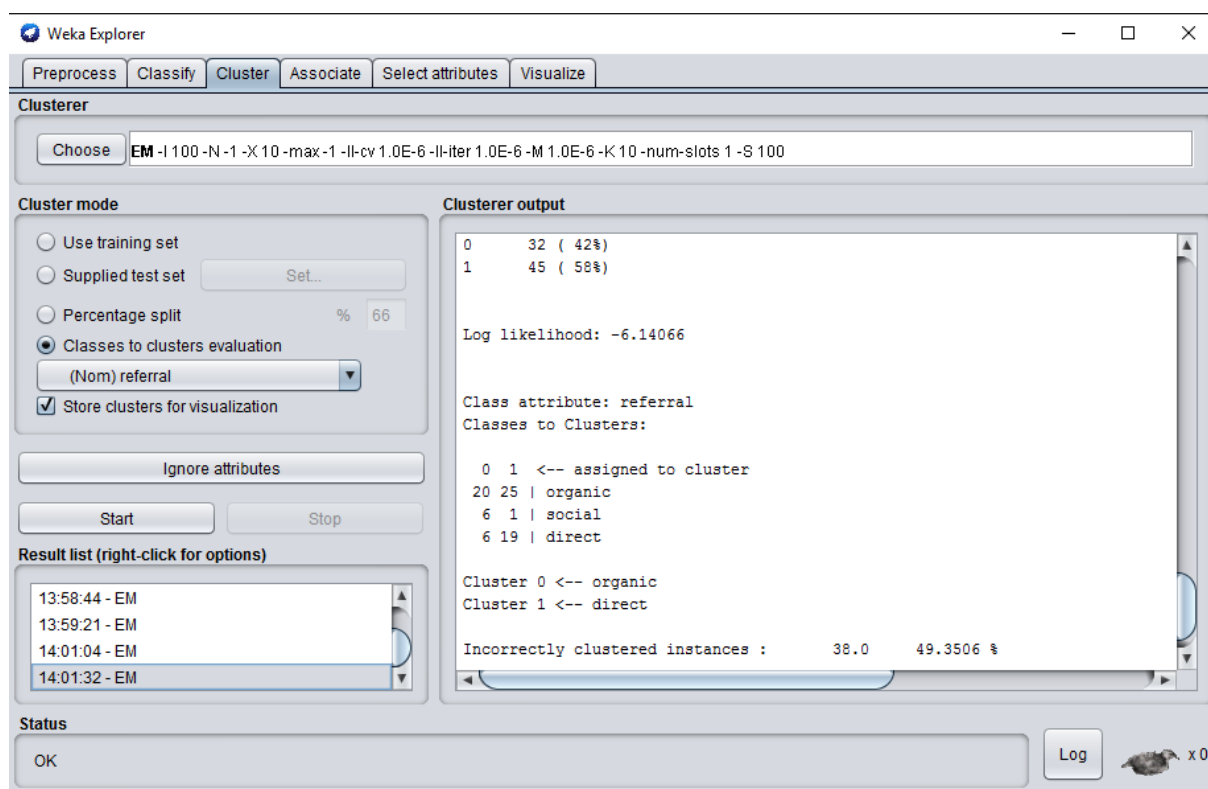 Weka Explorer
Preprocess Classify Cluster Associate Select attributes Visualize
Clusterer
Choose EM -I 100 -N -1 -X 10 -max -1 -ll-cv 1.0E-6 -ll-iter 1.0E-6 -M 1.0E-6 -K 10 -num-slots 1 -S 100
Cluster mode
Use training set
Supplied test set Set...
Percentage split % 66
Classes to clusters evaluation
(Nom) referral
Store clusters for visualization
Ignore attributes
Start Stop
Result list (right-click for options)
13:58:44 - EM
13:59:21 - EM
14:01:04 - EM
14:01:32 - EM
Clusterer output
0 32 ( 42%)
1 45 ( 58%)
Log likelihood: -6.14066
Class attribute: referral
Classes to Clusters:
0 1 <-- assigned to cluster
20 25 | organic
6 1 | social
6 19 | direct
Cluster 0 <-- organic
Cluster 1 <-- direct
Incorrectly clustered instances : 38.0 49.3506 %
Status
OK
Log x 0